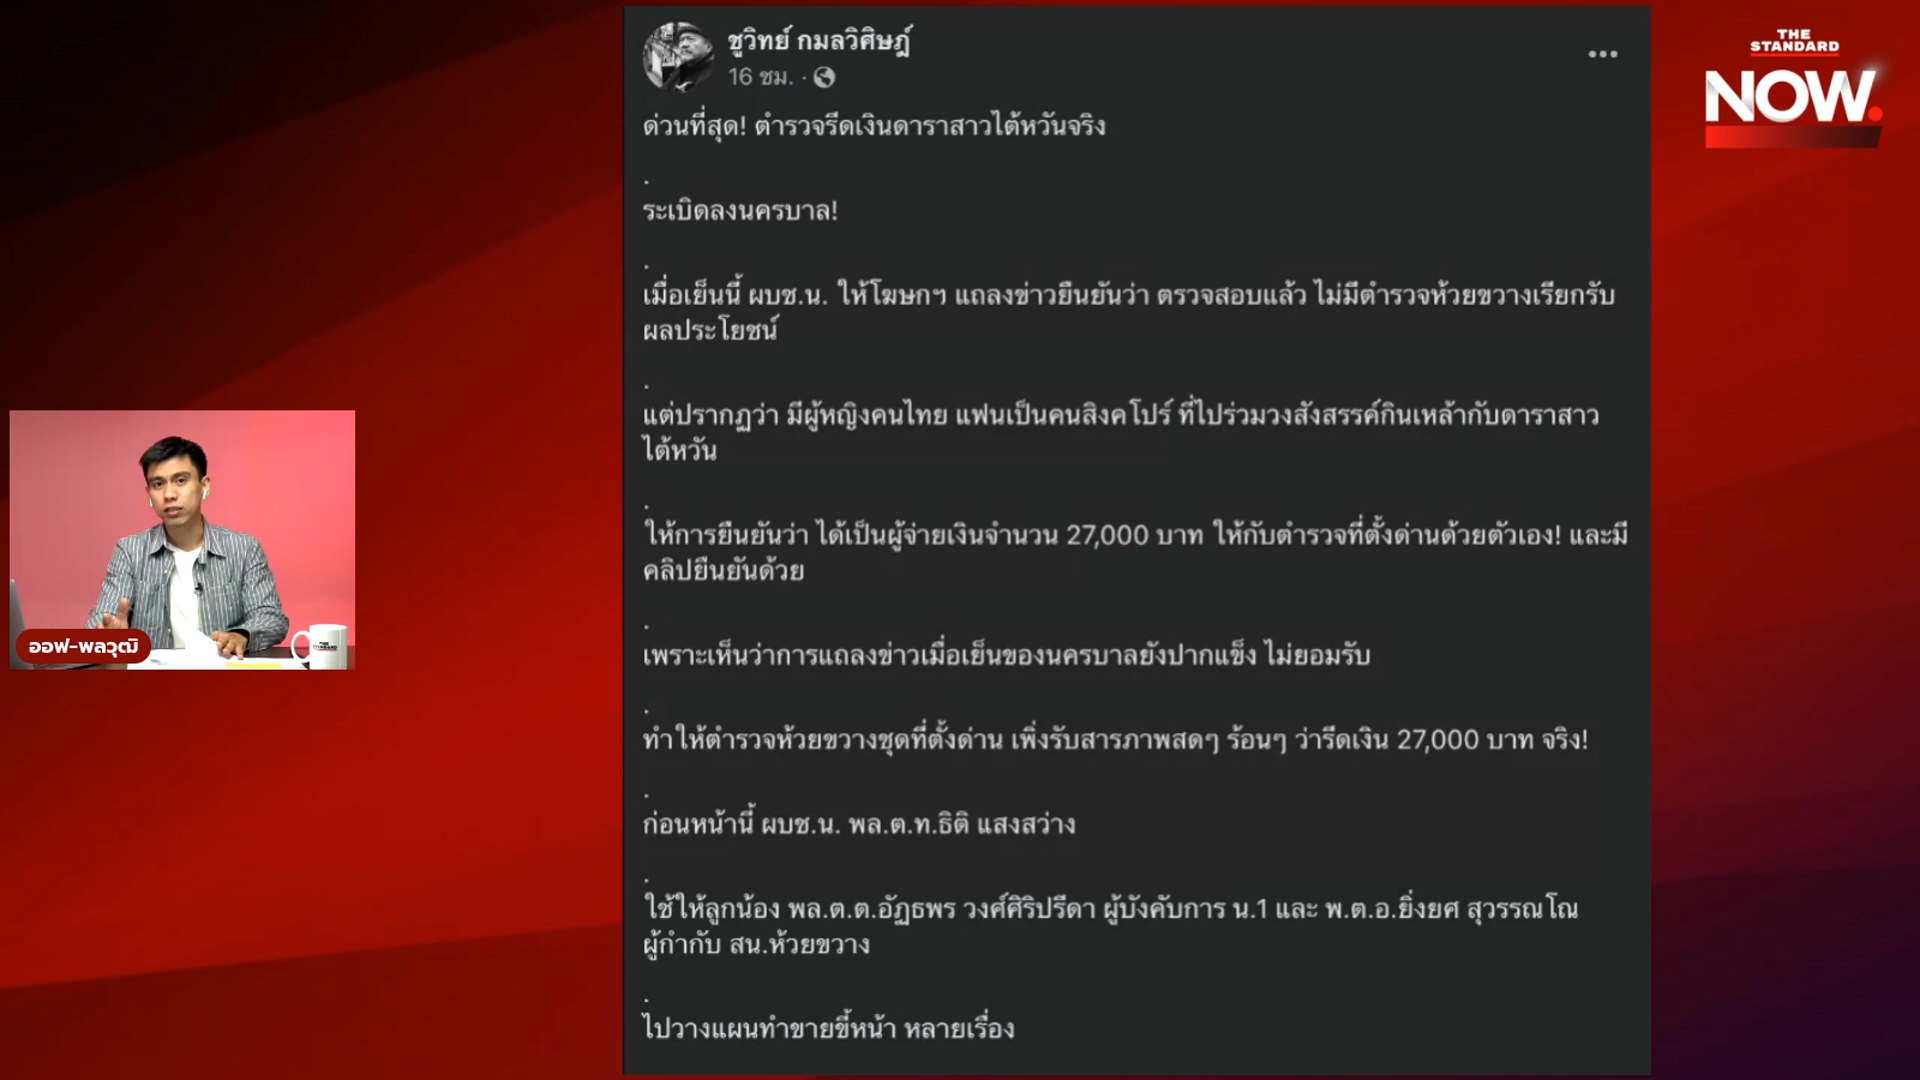 ชูวิทย์ กมลวิศิษฎ์
16 ชม. ·
ด่วนที่สุด! ตำรวจรีดเงินดาราสาวไต้หวันจริง
.
ระเบิดลงนครบาล!
.
เมื่อเย็นนี้ ผบช.น. ให้โฆษกฯ แถลงข่าวยืนยันว่า ตรวจสอบแล้ว ไม่มีตำรวจห้วยขวางเรียกรับ
ผลประโยชน์
.
แต่ปรากฏว่า มีผู้หญิงคนไทย แฟนเป็นคนสิงคโปร์ ที่ไปร่วมวงสังสรรค์กินเหล้ากับดาราสาว
ไต้หวัน
.
ให้การยืนยันว่า ได้เป็นผู้จ่ายเงินจำนวน 27,000 บาท ให้กับตำรวจที่ตั้งด่านด้วยตัวเอง! และมี
คลิปยืนยันด้วย
.
เพราะเห็นว่าการแถลงข่าวเมื่อเย็นของนครบาลยังปากแข็ง ไม่ยอมรับ
.
ทำให้ตำรวจห้วยขวางชุดที่ตั้งด่าน เพิ่งรับสารภาพสดๆ ร้อนๆ ว่ารีดเงิน 27,000 บาท จริง!
.
ก่อนหน้านี้ ผบช.น. พล.ต.ท.ธิติ แสงสว่าง
.
ใช้ให้ลูกน้อง พล.ต.ต.อัฏธพร วงศ์ศิริปรีดา ผู้บังคับการ น.1 และ พ.ต.อ.ยิ่งยศ สุวรรณโณ
ผู้กำกับ สน.ห้วยขวาง
.
ไปวางแผนทำขายขี้หน้า หลายเรื่อง
THE
STANDARD
NOW.
ออฟ-พลวุฒิ
THE
STANDARD